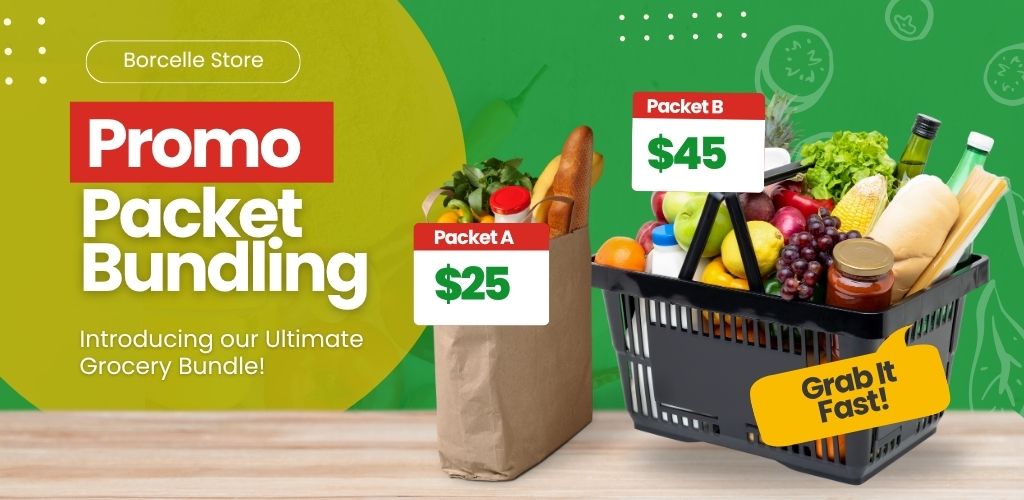 Borcelle Store
Promo
Packet
Bundling
Introducing our Ultimate
Grocery Bundle!
Packet A
$25
Packet B
$45
Grab It
Fast!